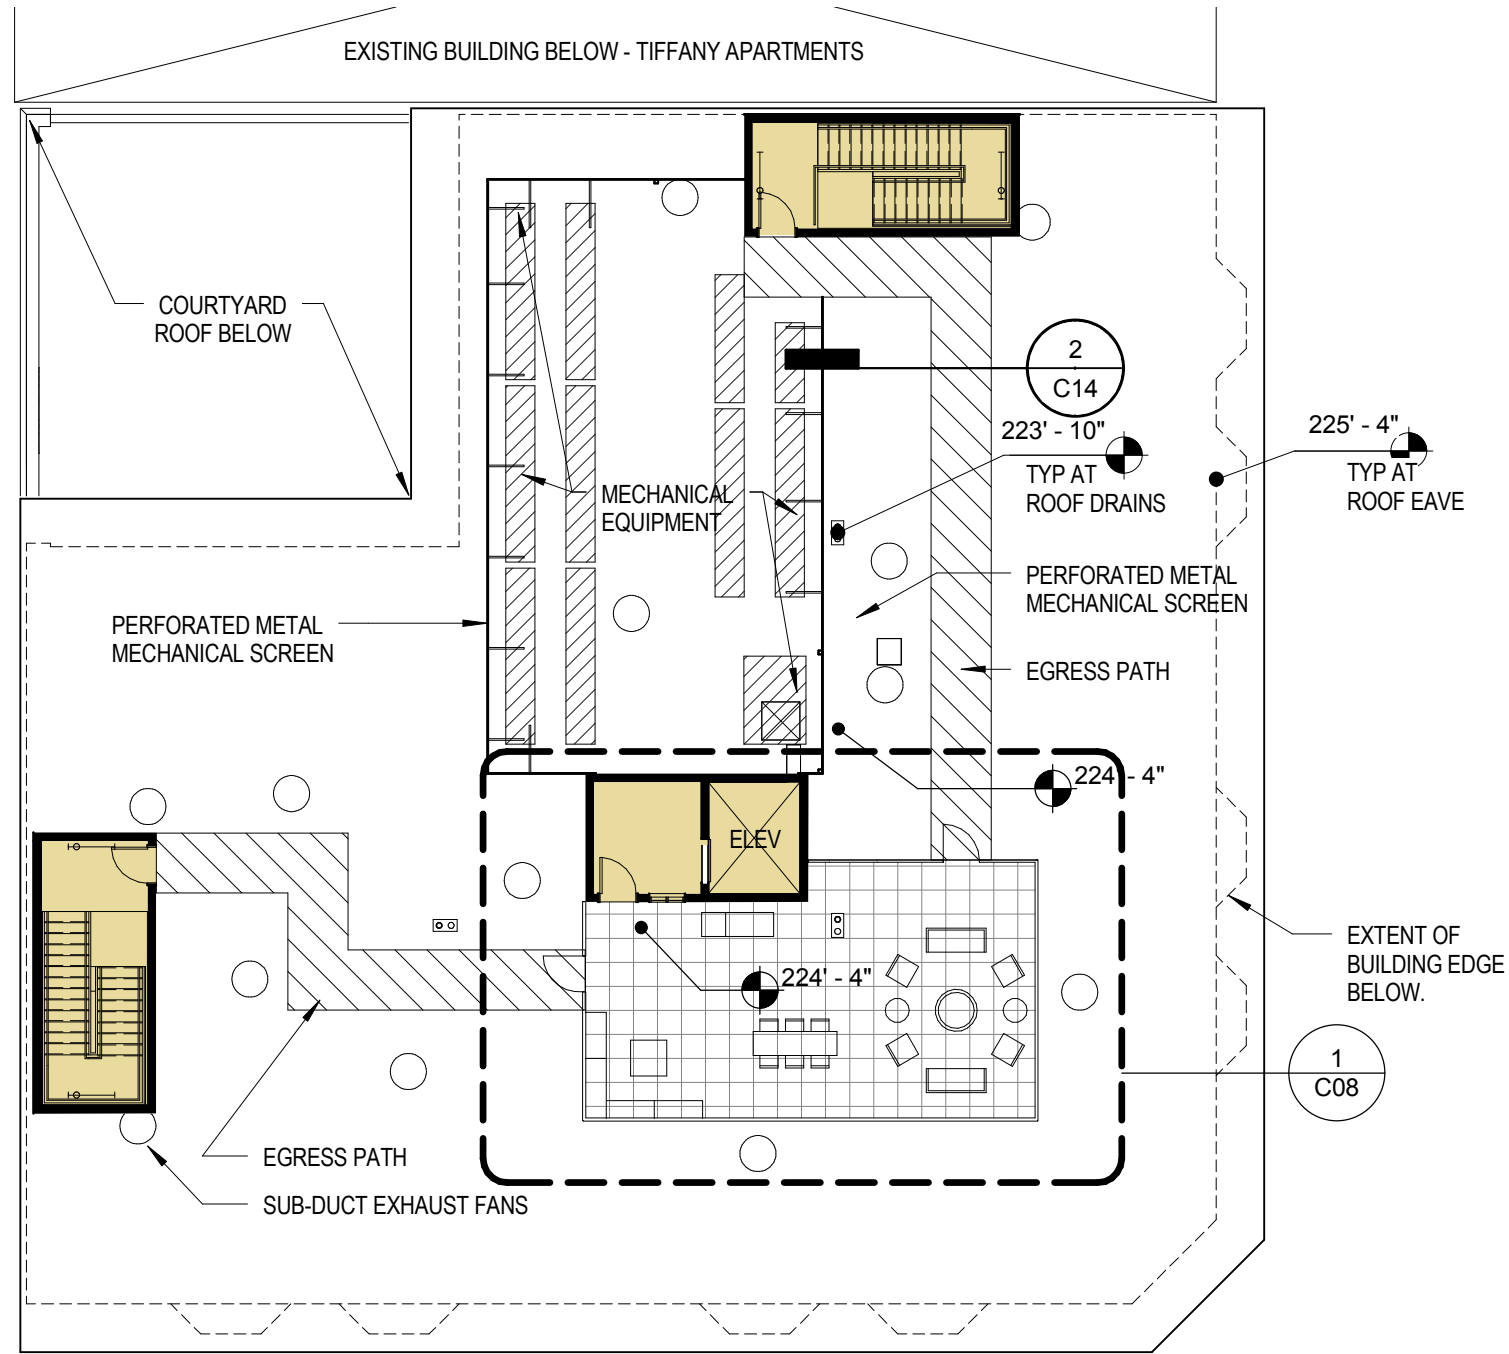 EXISTING BUILDING BELOW - TIFFANY APARTMENTS
COURTYARD
ROOF BELOW
2
C14
223' - 10"
TYP AT
ROOF DRAINS
225' - 4"
TYP AT
ROOF EAVE
MECHANICAL
EQUIPMENT
PERFORATED METAL
MECHANICAL SCREEN
PERFORATED METAL
MECHANICAL SCREEN
EGRESS PATH
224' - 4"
ELEV
224' - 4"
EXTENT OF
BUILDING EDGE
BELOW.
1
C08
EGRESS PATH
SUB-DUCT EXHAUST FANS